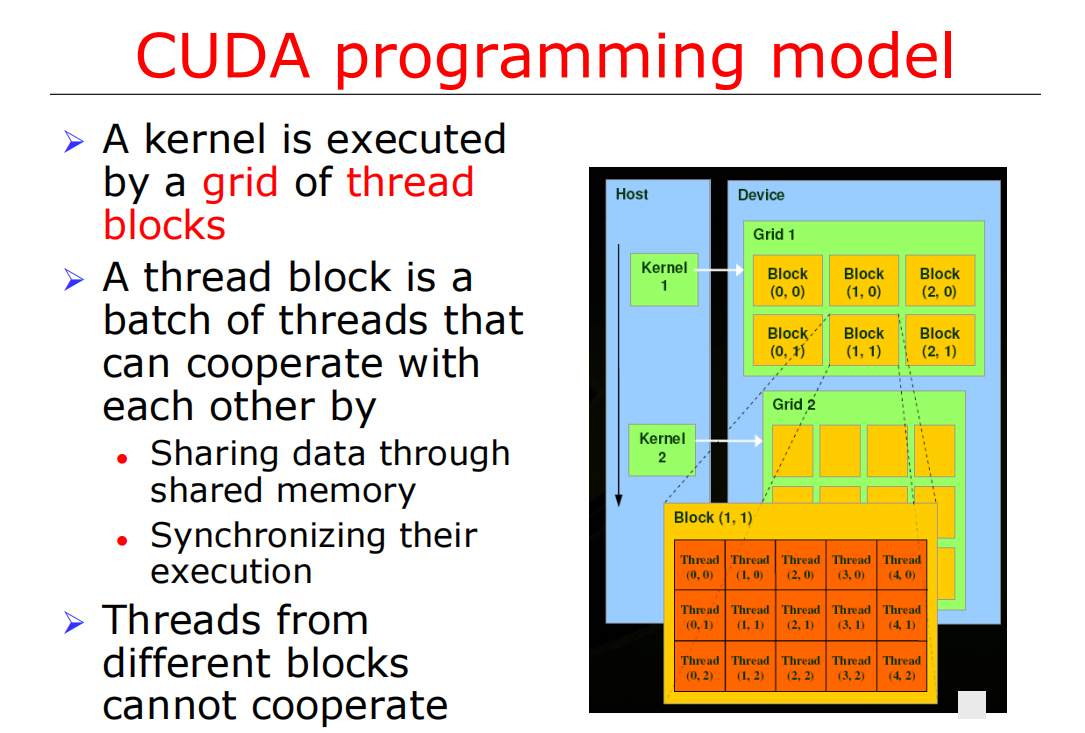 CUDA programming model
A kernel is executed
by a grid of thread
blocks
A thread block is a
batch of threads that
can cooperate with
each other by
Sharing data through
shared memory
Synchronizing their
execution
Threads from
different blocks
cannot cooperate
Host
Device
Grid 1
Kernel
1
Block
(0, 0)
Block
(1, 0)
Block
(2, 0)
Block
(0, 1)
Block
(1, 1)
Block
(2, 1)
Grid 2
Kernel
2
Block (1, 1)
Thread
(0, 0)
Thread
(1, 0)
Thread
(2, 0)
Thread
(3, 0)
Thread
(4, 0)
Thread
(0, 1)
Thread
(1, 1)
Thread
(2, 1)
Thread
(3, 1)
Thread
(4, 1)
Thread
(0, 2)
Thread
(1, 2)
Thread
(2, 2)
Thread
(3, 2)
Thread
(4, 2)